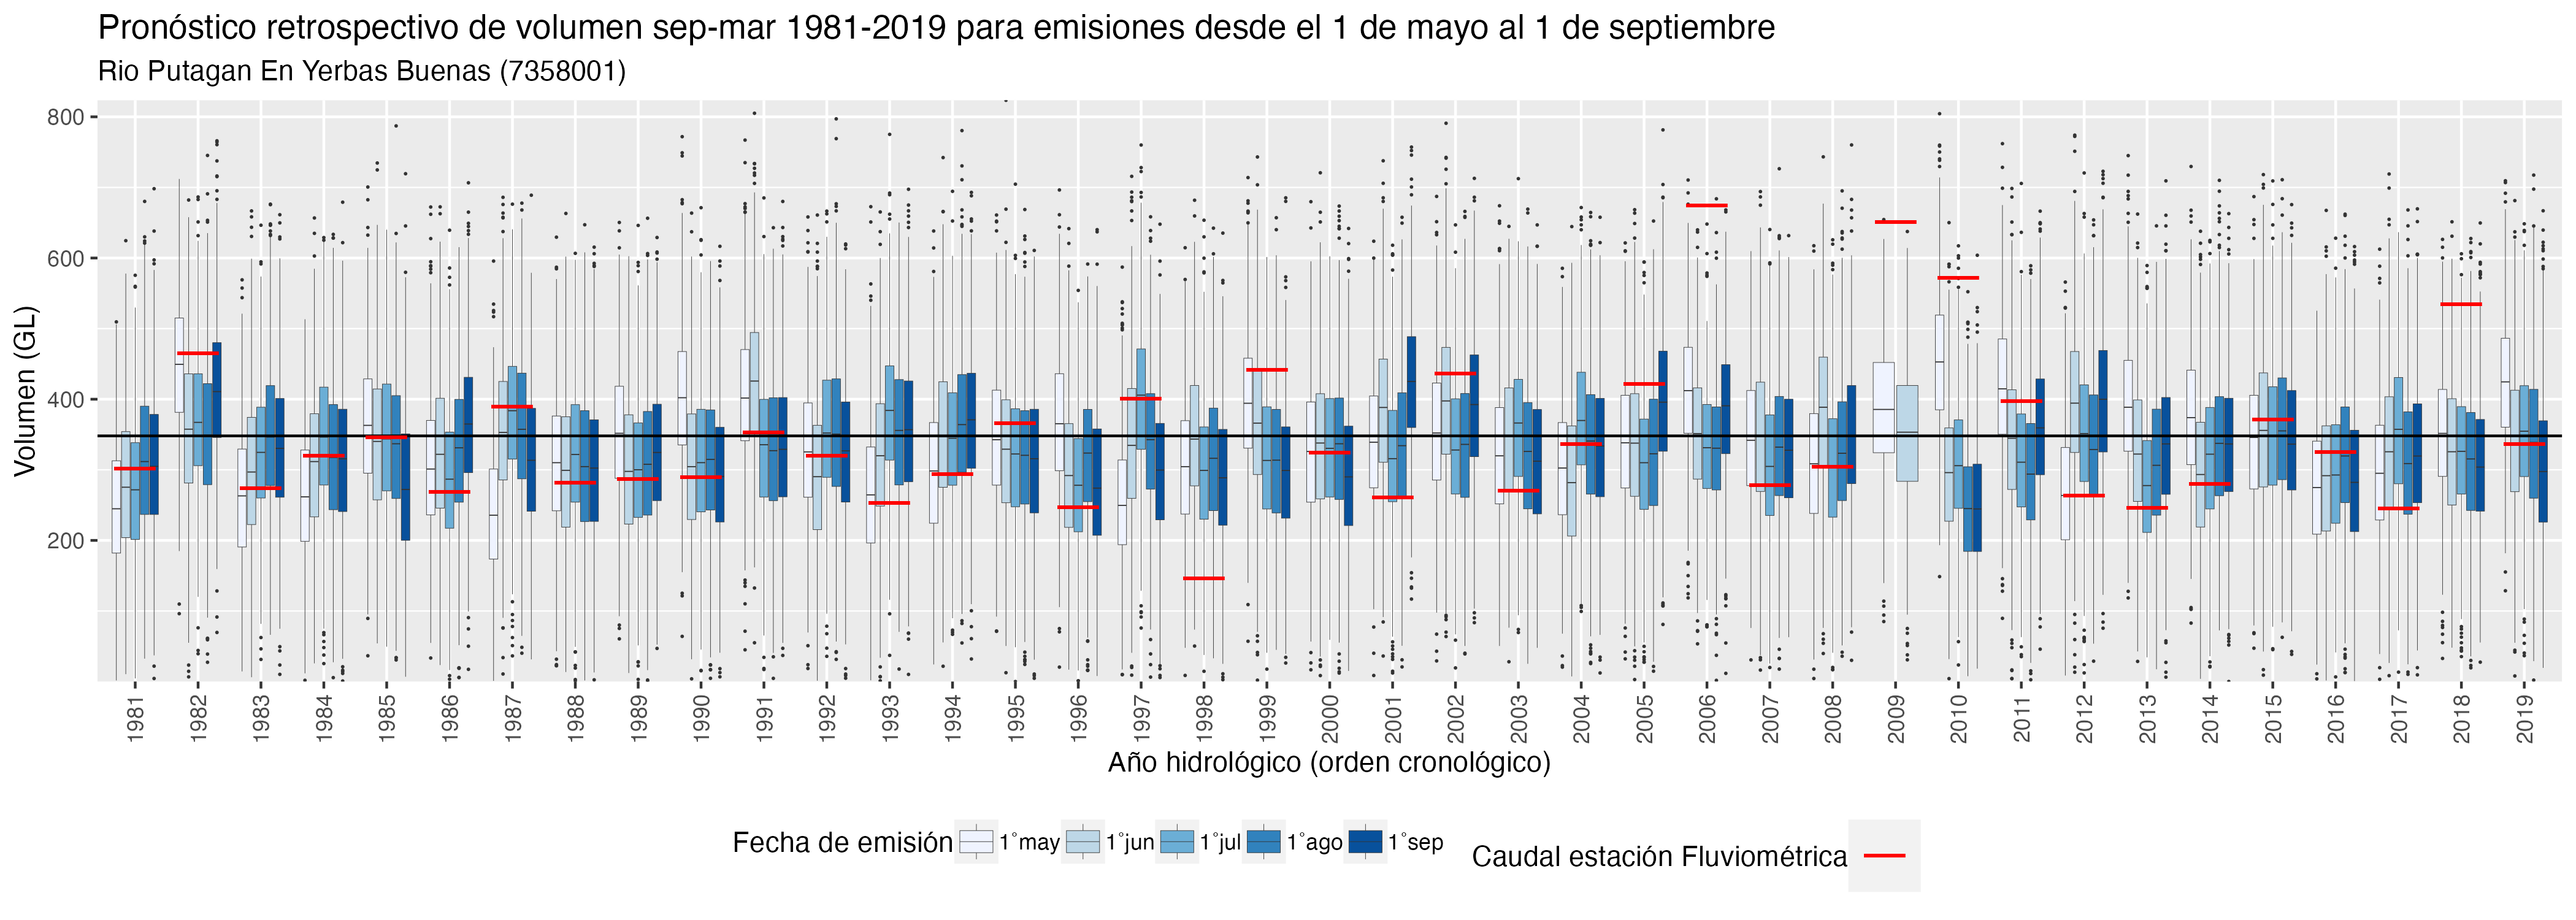 Pronóstico retrospectivo de volumen sep-mar 1981-2019 para emisiones desde el 1 de mayo al 1 de septiembre
Rio Putagan En Yerbas Buenas (7358001)
Volumen (GL)
800
600
400
200
1981 1982 1983 1984 1985 1986 1987 1988 1989 1990 1991 1992 1993 1994 1995 1996 1997 1998 1999 2000 2001 2002 2003 2004 2005 2006 2007 2008 2009 2010 2011 2012 2013 2014 2015 2016 2017 2018 2019
Año hidrológico (orden cronológico)
Fecha de emisión 1°may 1°jun 1°jul 1°ago 1°sep
Caudal estación Fluviométrica